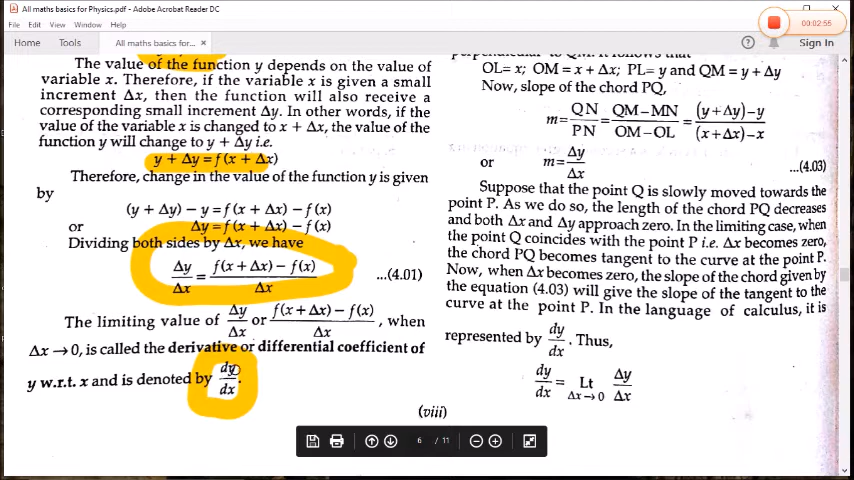 All maths basics for Physics.pdf - Adobe Acrobat Reader DC
File Edit View Window Help
Home Tools All maths basics for... × Sign In
00:02:55
The value of the function y depends on the value of
variable x. Therefore, if the variable x is given a small
increment Δx, then the function will also receive a
corresponding small increment Δy. In other words, if the
value of the variable x is changed to x + Δx, the value of the
function y will change to y + Δy i.e.
y + Δy = f(x + Δx)
Therefore, change in the value of the function y is given
by
(y + Δy) − y = f(x + Δx) − f(x)
or Δy = f(x + Δx) − f(x)
Dividing both sides by Δx, we have
Δy/Δx = f(x + Δx) − f(x)/Δx ...(4.01)
The limiting value of Δy/Δx or f(x + Δx) − f(x)/Δx, when
Δx → 0, is called the derivative or differential coefficient of
y w.r.t. x and is denoted by dy/dx.
OL= x; OM = x + Δx; PL= y and QM = y + Δy
Now, slope of the chord PQ,
m = QN/PN = QM−MN/OM−OL = (y+Δy)−y/(x+Δx)−x
or m = Δy/Δx ...(4.03)
Suppose that the point Q is slowly moved towards the
point P. As we do so, the length of the chord PQ decreases
and both Δx and Δy approach zero. In the limiting case, when
the point Q coincides with the point P i.e. Δx becomes zero,
the chord PQ becomes tangent to the curve at the point P.
Now, when Δx becomes zero, the slope of the chord given by
the equation (4.03) will give the slope of the tangent to the
curve at the point P. In the language of calculus, it is
represented by dy/dx. Thus,
dy/dx = Lt Δx→0 Δy/Δx
(viii)
6 / 11